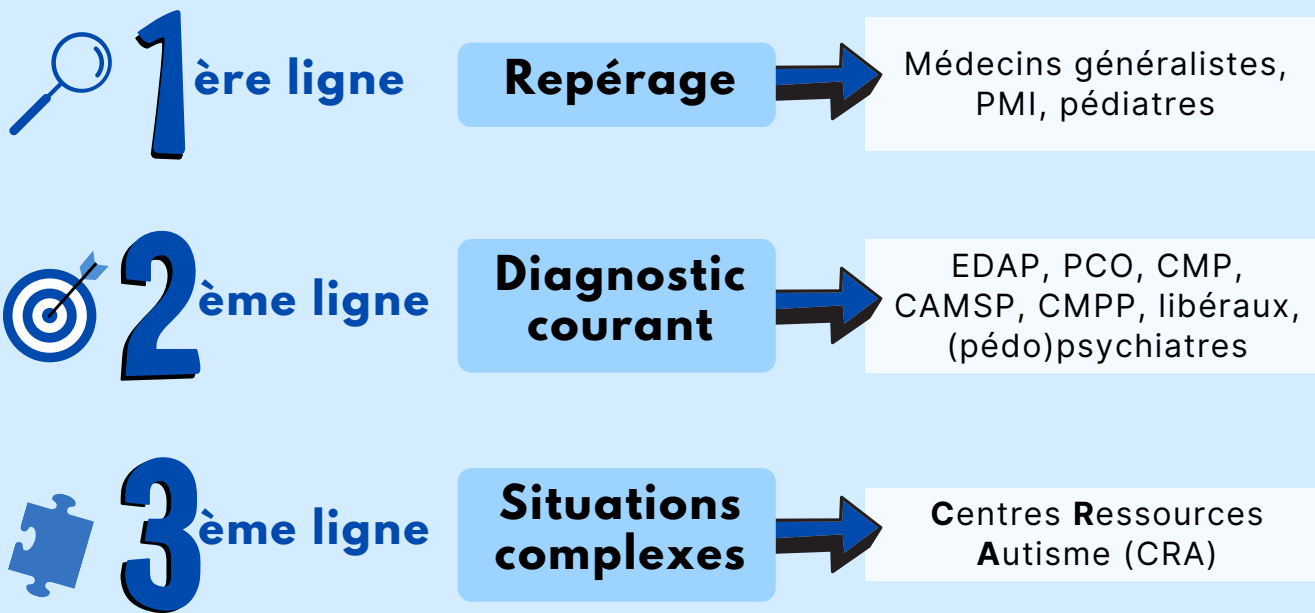 1ère ligne
Repérage
Médecins généralistes,
PMI, pédiatres
2ème ligne
Diagnostic
courant
EDAP, PCO, CMP,
CAMSP, CMPP, libéraux,
(pédo)psychiatres
3ème ligne
Situations
complexes
Centres Ressources
Autisme (CRA)